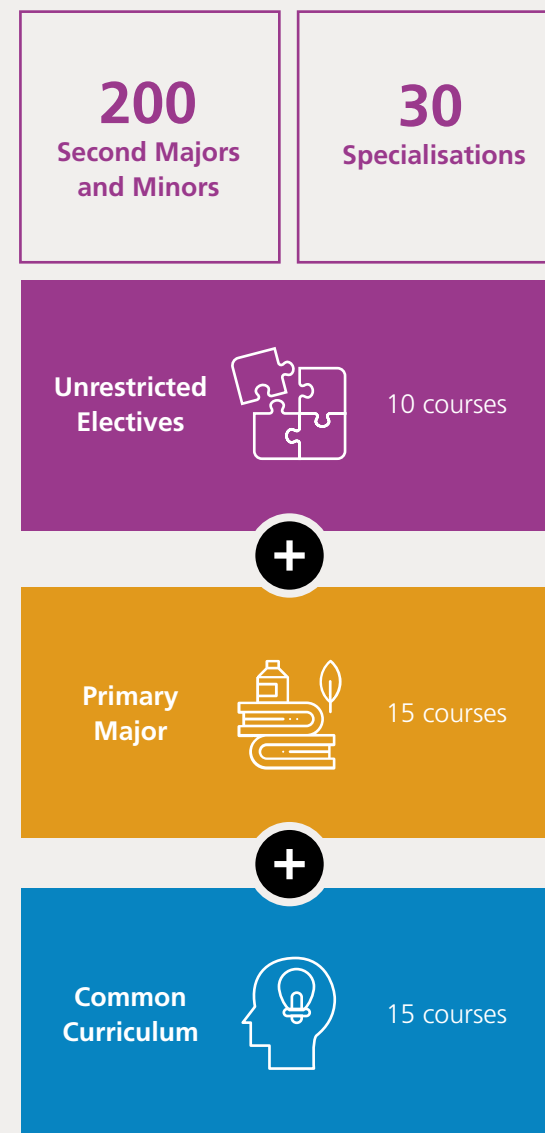 200
Second Majors
and Minors
30
Specialisations
Unrestricted
Electives
10 courses
+
Primary
Major
15 courses
+
Common
Curriculum
15 courses